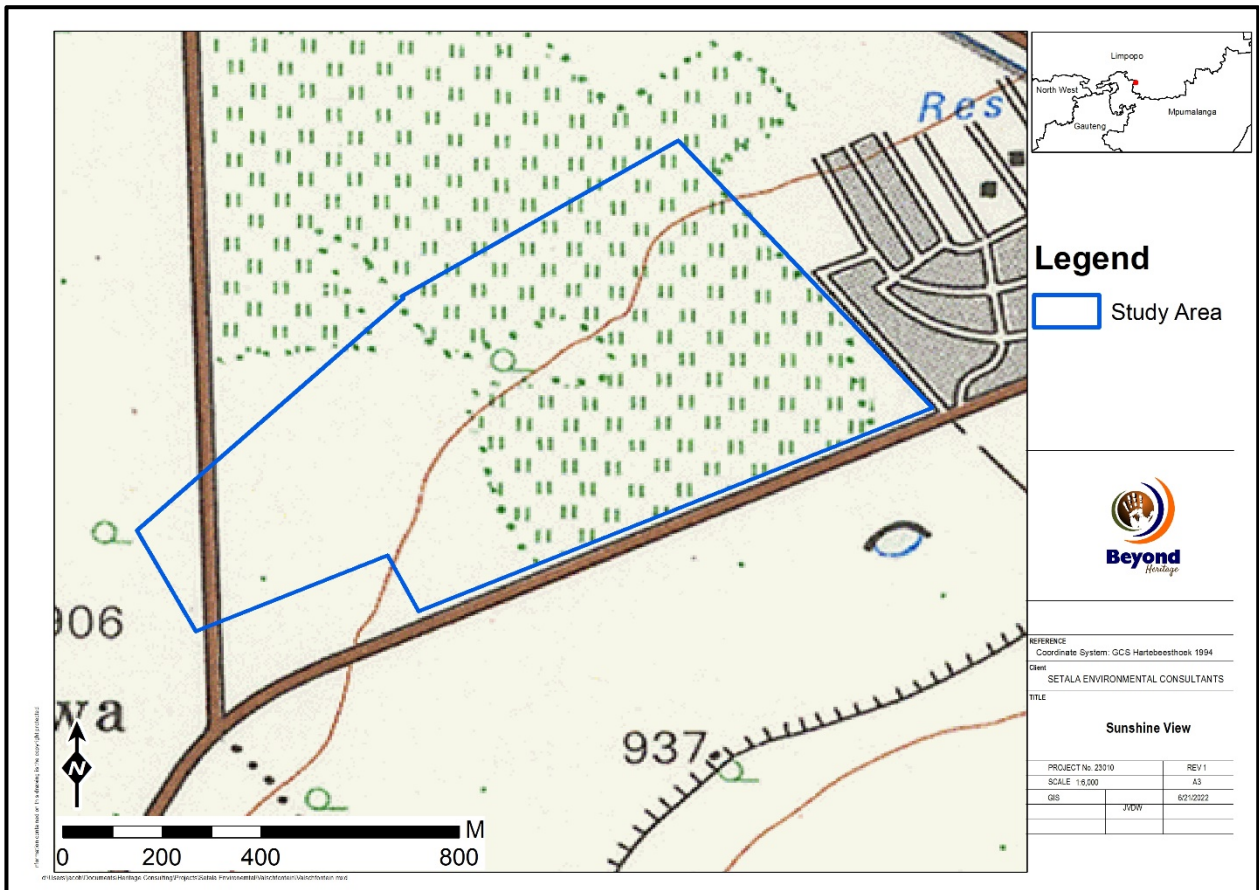 Res
906
wa
937
N
M
0 200 400 800
Limpopo
North West
Mpumalanga
Gauteng
Legend
Study Area
Beyond
Heritage
REFERENCE
Coordinate System: GCS Hartebeesthoek 1994
Client
SETALA ENVIRONMENTAL CONSULTANTS
TITLE
Sunshine View
PROJECT No. 23010 REV 1
SCALE 1:6,000 A3
GIS JVDW 6/21/2022